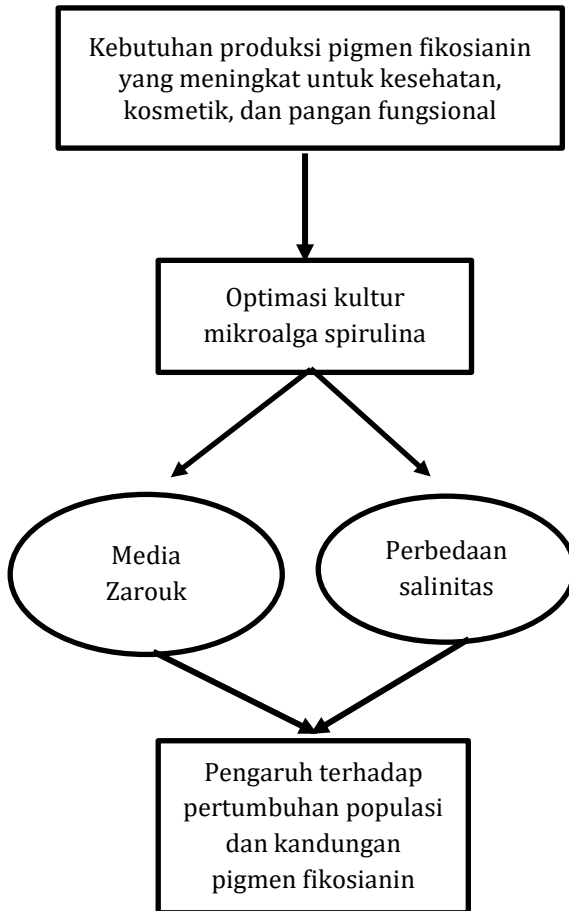 Kebutuhan produksi pigmen fikosianin
yang meningkat untuk kesehatan,
kosmetik, dan pangan fungsional
Optimasi kultur
mikroalga spirulina
Media
Zarouk
Perbedaan
salinitas
Pengaruh terhadap
pertumbuhan populasi
dan kandungan
pigmen fikosianin